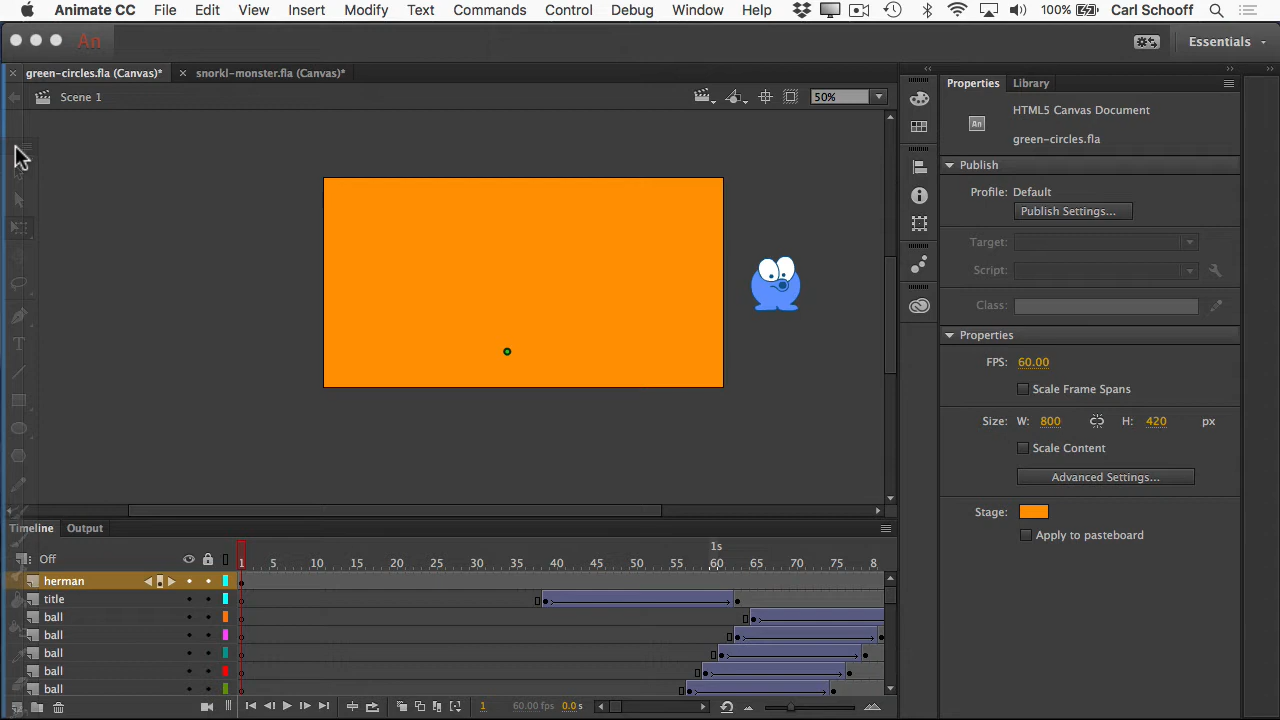 Animate CC File Edit View Insert Modify Text Commands Control Debug Window Help 100% Carl Schooff
An Essentials
green-circles.fla (Canvas)* snorkl-monster.fla (Canvas)* Properties Library
Scene 1 50%
HTML5 Canvas Document
An
green-circles.fla
Publish
Profile: Default
Publish Settings...
Target:
Script:
Class:
Properties
FPS: 60.00
Scale Frame Spans
Size: W: 800 H: 420 px
Scale Content
Advanced Settings...
Stage:
Apply to pasteboard
T
Timeline Output
1s
Off 1 5 10 15 20 25 30 35 40 45 50 55 60 65 70 75 8
herman
title
ball
ball
ball
ball
ball
1 60.00 fps 0.0 s